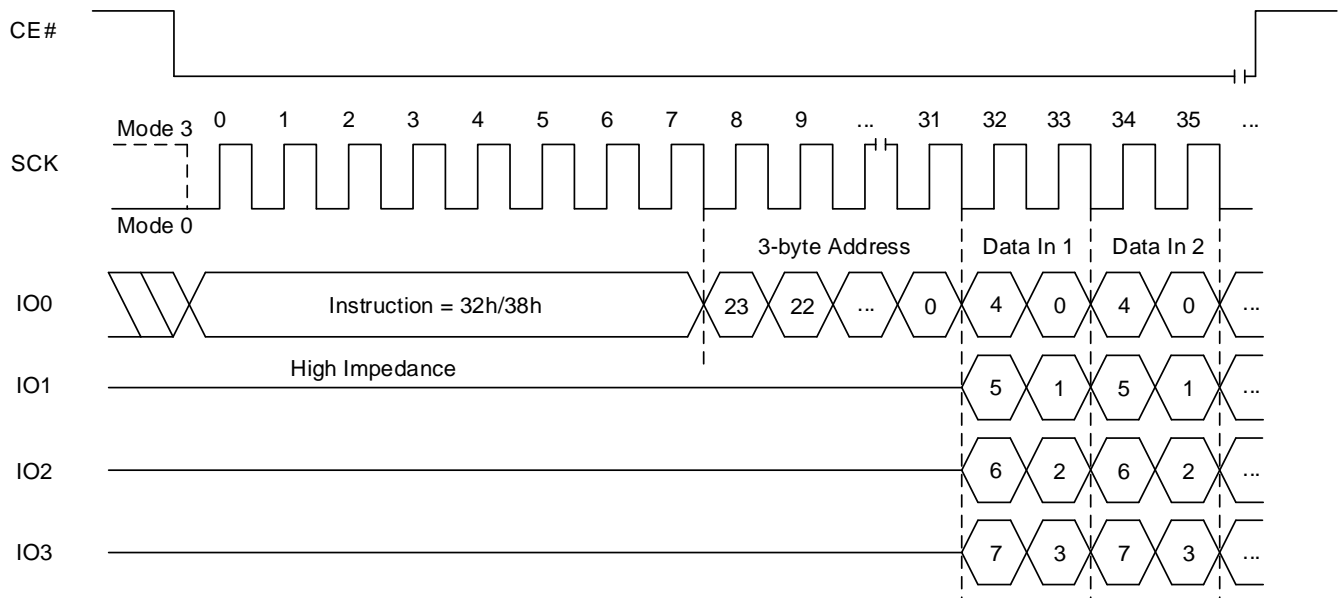 CE#
Mode 3 0 1 2 3 4 5 6 7 8 9 ... 31 32 33 34 35 ...
SCK
Mode 0
3-byte Address Data In 1 Data In 2
IO0 Instruction = 32h/38h 23 22 ... 0 4 0 4 0 ...
High Impedance
IO1 5 1 5 1 ...
IO2 6 2 6 2 ...
IO3 7 3 7 3 ...